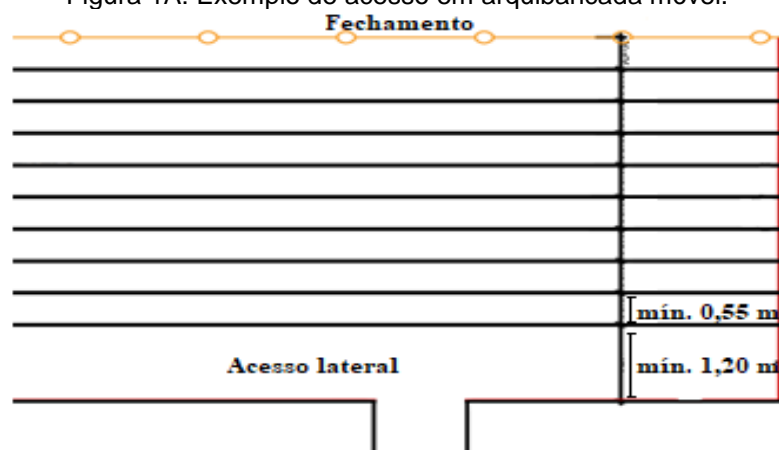 Figura 1A: Exemplo de acesso em arquibancada móvel.
Fechamento
mín. 0,55 m
Acesso lateral
mín. 1,20 m